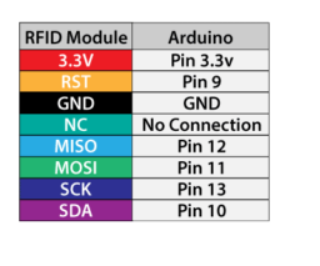 RFID Module Arduino
3.3V Pin 3.3v
RST Pin 9
GND GND
NC No Connection
MISO Pin 12
MOSI Pin 11
SCK Pin 13
SDA Pin 10